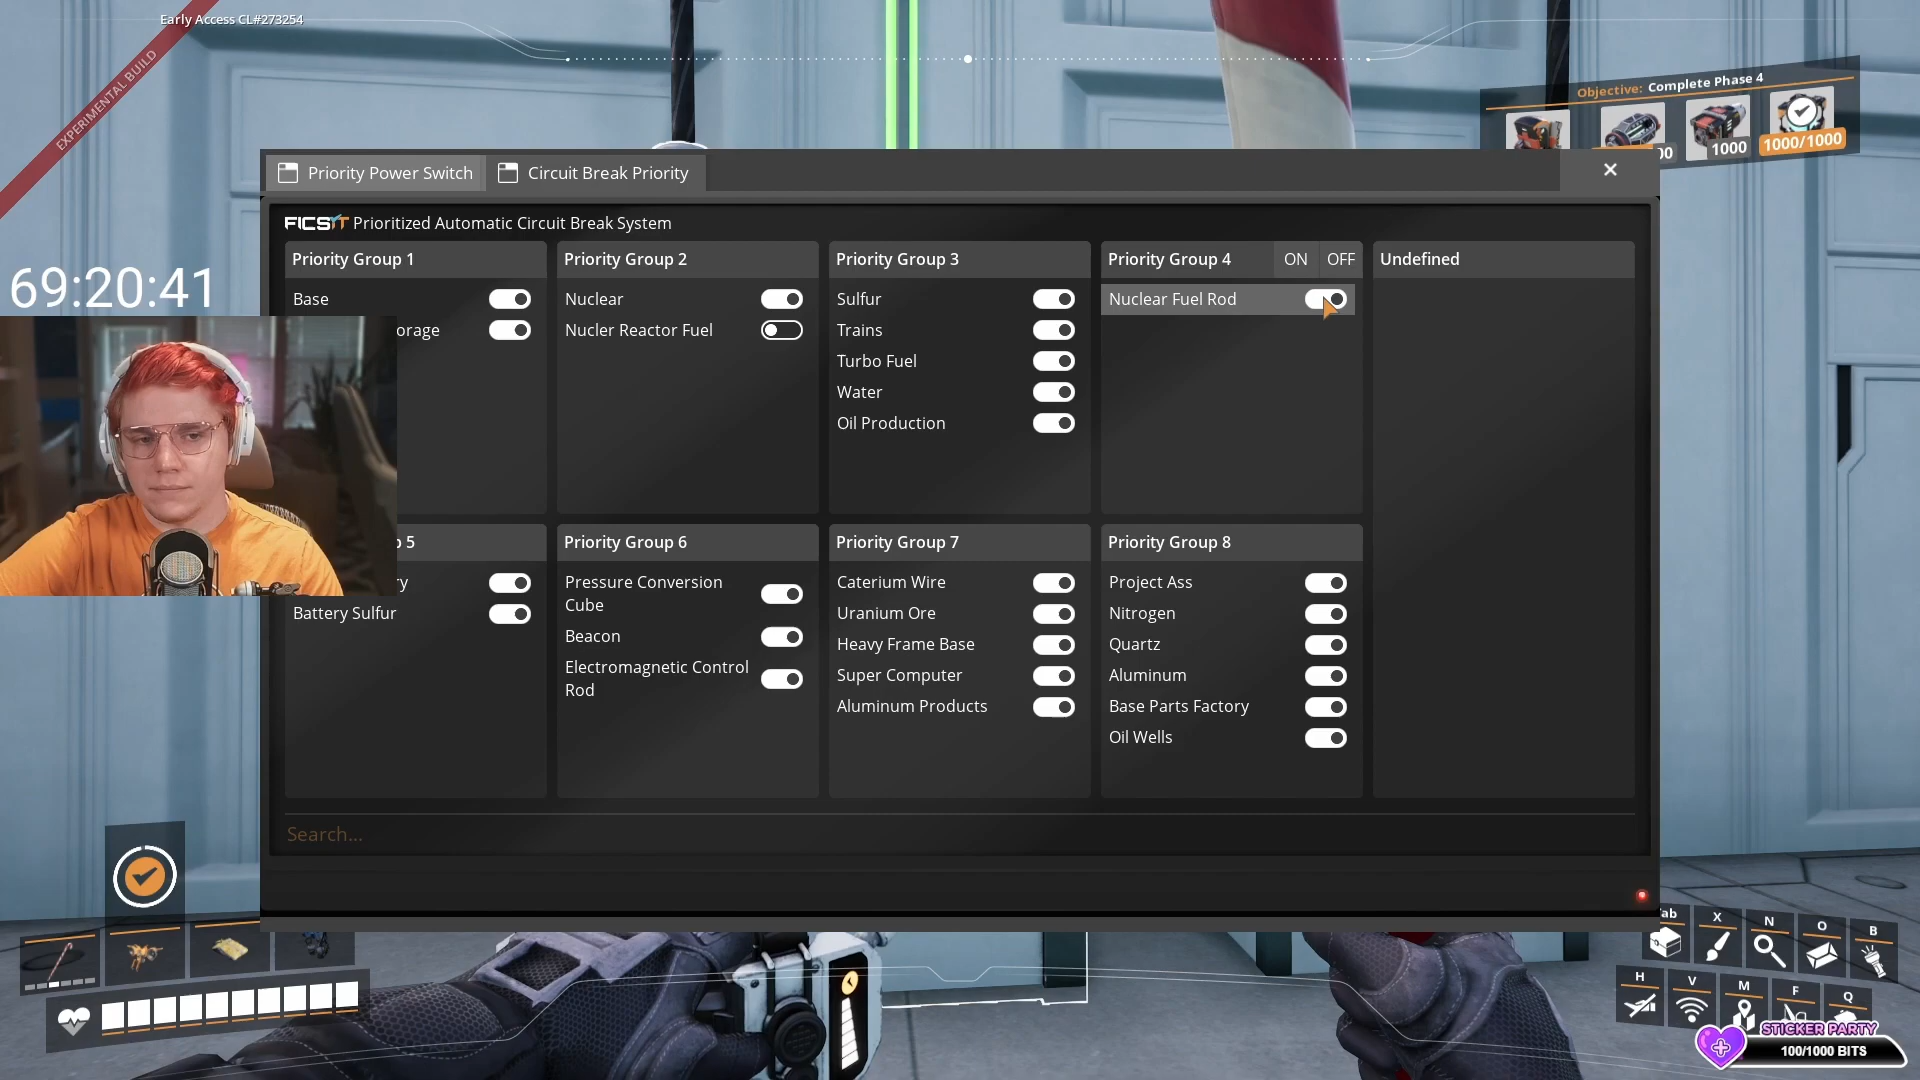 Early Access CL#273254
EXPERIMENTAL BUILD
Objective: Complete Phase 4
00
1000
1000/1000
Priority Power Switch
Circuit Break Priority
FICSIT Prioritized Automatic Circuit Break System
69:20:41
Priority Group 1
Base
orage
Priority Group 2
Nuclear
Nucler Reactor Fuel
Priority Group 3
Sulfur
Trains
Turbo Fuel
Water
Oil Production
Priority Group 4 ON OFF
Nuclear Fuel Rod
Undefined
p 5
ry
Battery Sulfur
Priority Group 6
Pressure Conversion
Cube
Beacon
Electromagnetic Control
Rod
Priority Group 7
Caterium Wire
Uranium Ore
Heavy Frame Base
Super Computer
Aluminum Products
Priority Group 8
Project Ass
Nitrogen
Quartz
Aluminum
Base Parts Factory
Oil Wells
Search...
ab X N O B
H V M F Q
STICKER PARTY
100/1000 BITS